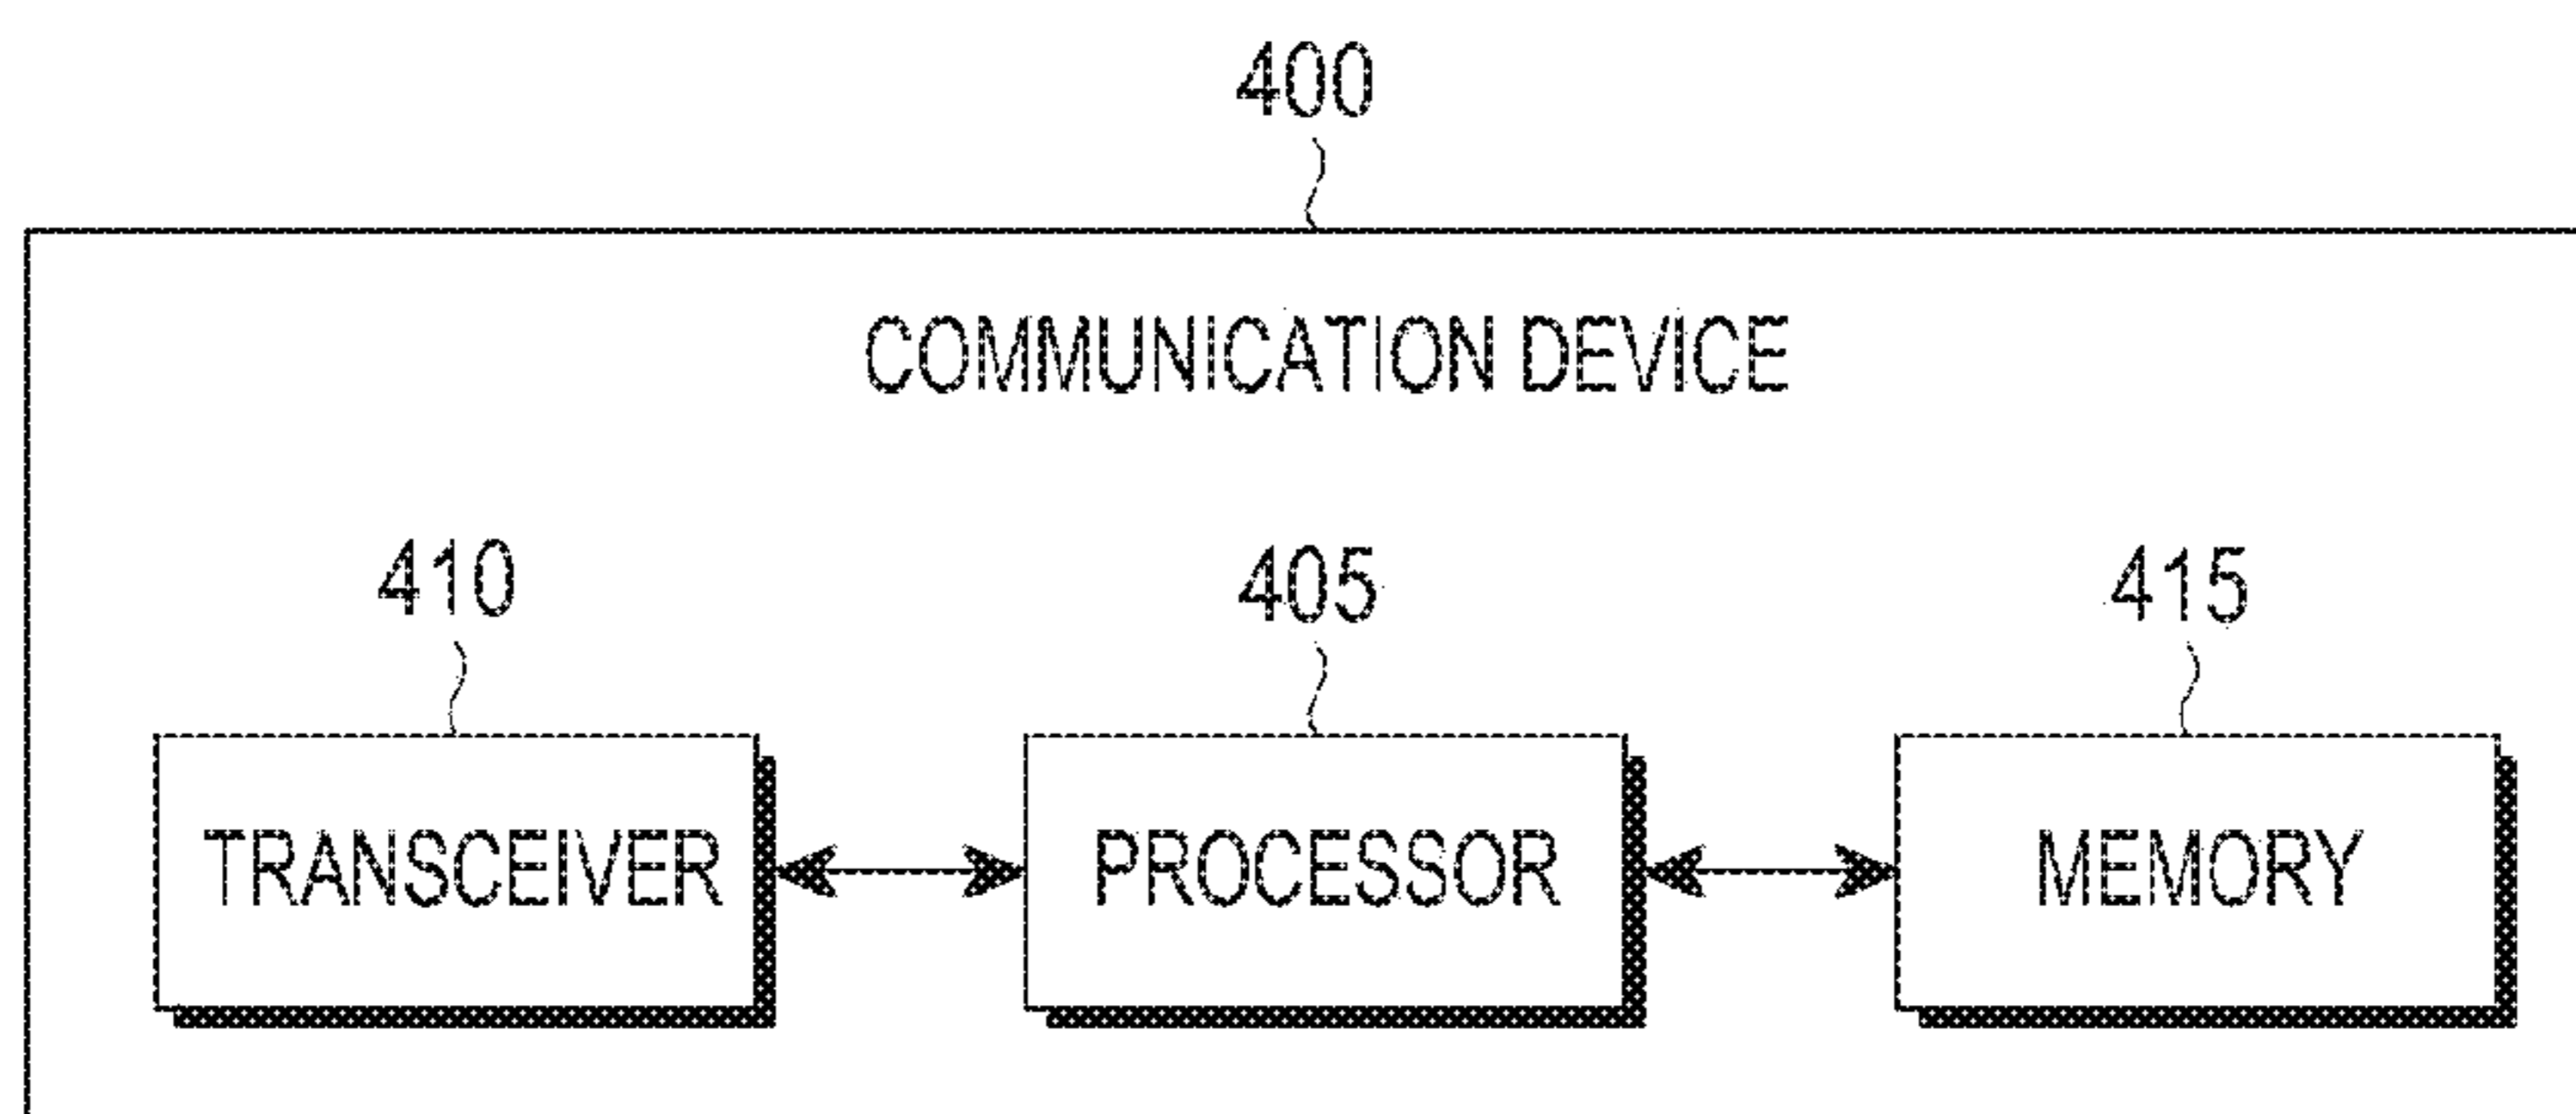 400
COMMUNICATION DEVICE
410 405 415
TRANSCEIVER PROCESSOR MEMORY